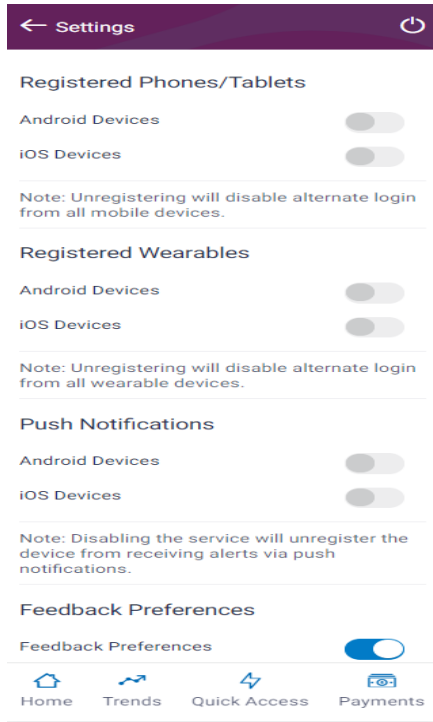 Settings
Registered Phones/Tablets
Android Devices
iOS Devices
Note: Unregistering will disable alternate login
from all mobile devices.
Registered Wearables
Android Devices
iOS Devices
Note: Unregistering will disable alternate login
from all wearable devices.
Push Notifications
Android Devices
iOS Devices
Note: Disabling the service will unregister the
device from receiving alerts via push
notifications.
Feedback Preferences
Feedback Preferences
Home Trends Quick Access Payments